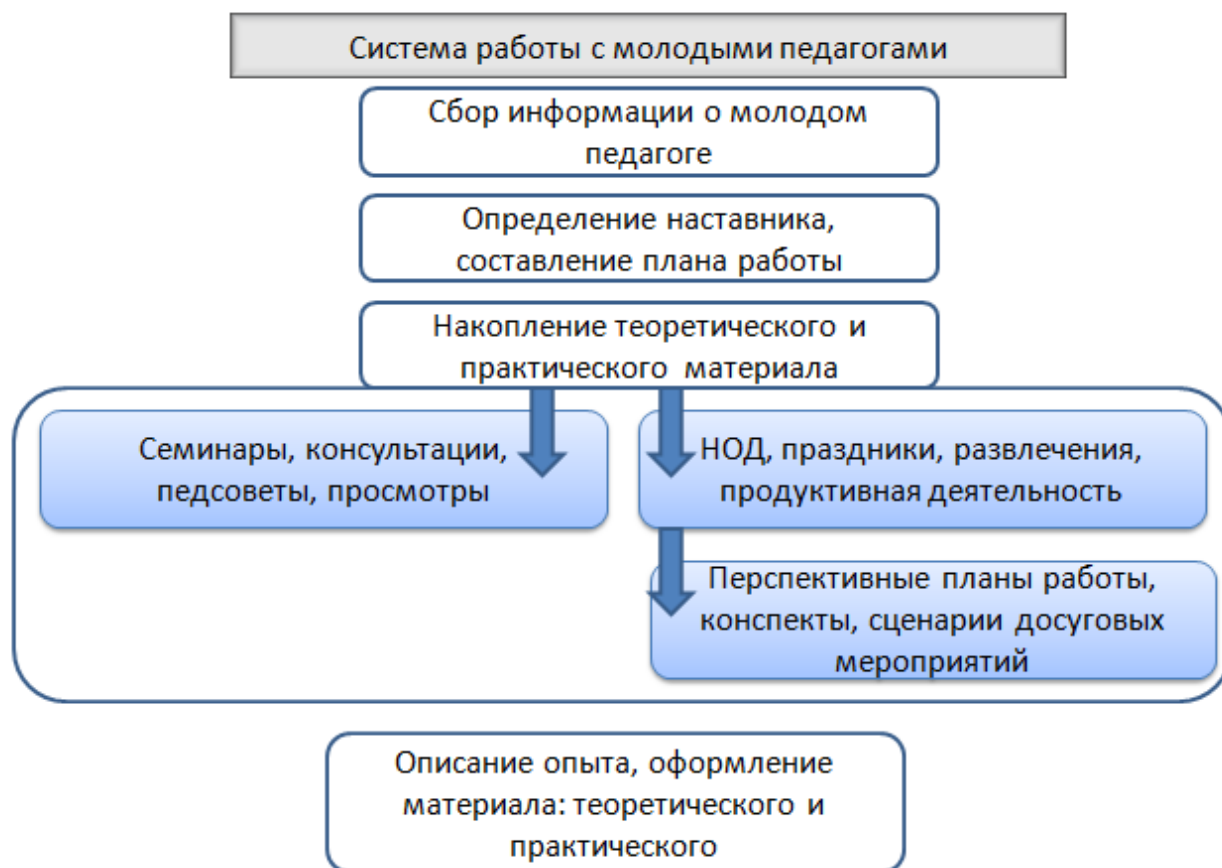 Система работы с молодыми педагогами
Сбор информации о молодом
педагоге
Определение наставника,
составление плана работы
Накопление теоретического и
практического материала
Семинары, консультации,
педсоветы, просмотры
НОД, праздники, развлечения,
продуктивная деятельность
Перспективные планы работы,
конспекты, сценарии досуговых
мероприятий
Описание опыта, оформление
материала: теоретического и
практического